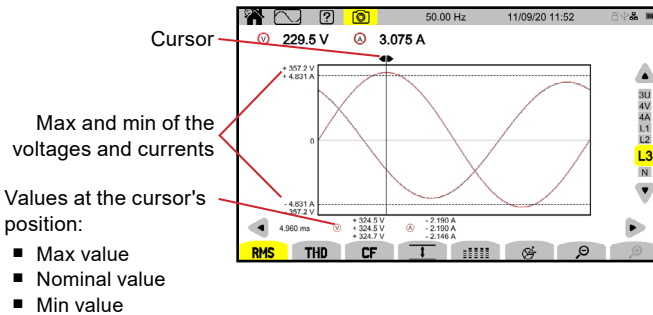 50.00 Hz 11/09/20 11:52
V 229.5 V A 3.075 A
Cursor
+ 357.2 V
+ 4.831 A
3U
4V
4A
L1
L2
L3
N
Max and min of the
voltages and currents
0
Values at the cursor's
position:
- 4.831 A
- 357.2 V
4.960 ms
V
+ 324.5 V
+ 324.5 V
+ 324.7 V
A
- 2.190 A
- 2.190 A
- 2.146 A
■ Max value
■ Nominal value
■ Min value
RMS THD CF